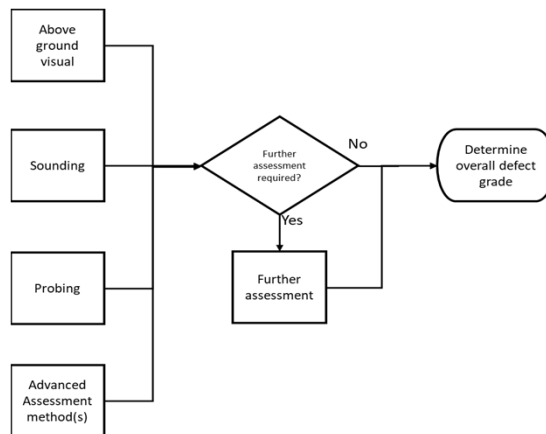 Above
ground
visual
Sounding
Probing
Advanced
Assessment
method(s)
Further
assessment
required?
No
Yes
Further
assessment
Determine
overall defect
grade